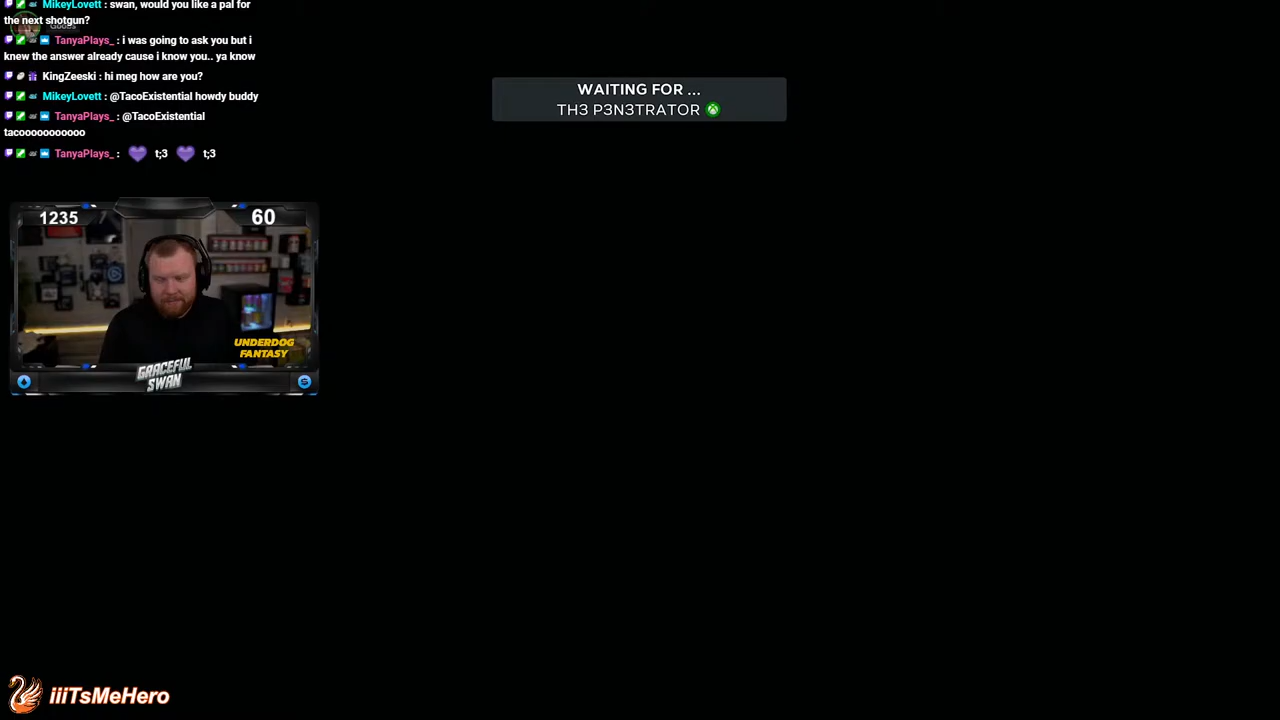 MikeyLovett : swan, would you like a pal for
the next shotgun?
TanyaPlays_ : i was going to ask you but i
knew the answer already cause i know you.. ya know
KingZeeski : hi meg how are you?
MikeyLovett : @TacoExistential howdy buddy
TanyaPlays_ : @TacoExistential
tacooooooooooo
TanyaPlays_ : t;3 t;3
WAITING FOR ...
TH3 P3N3TRATOR
1235
60
UNDERDOG
FANTASY
GRACEFUL
SWAN
iiiTsMeHero